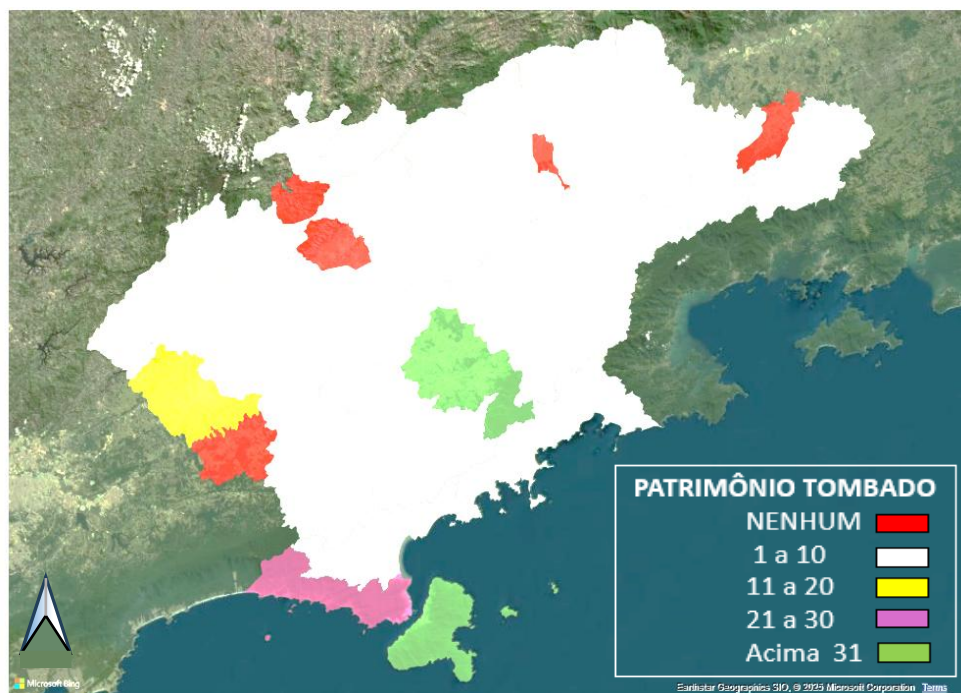 PATRIMÔNIO TOMBADO
NENHUM
1 a 10
11 a 20
21 a 30
Acima 31
Microsoft Bing
Earthstar Geographics SIO, © 2025 Microsoft Corporation Terms